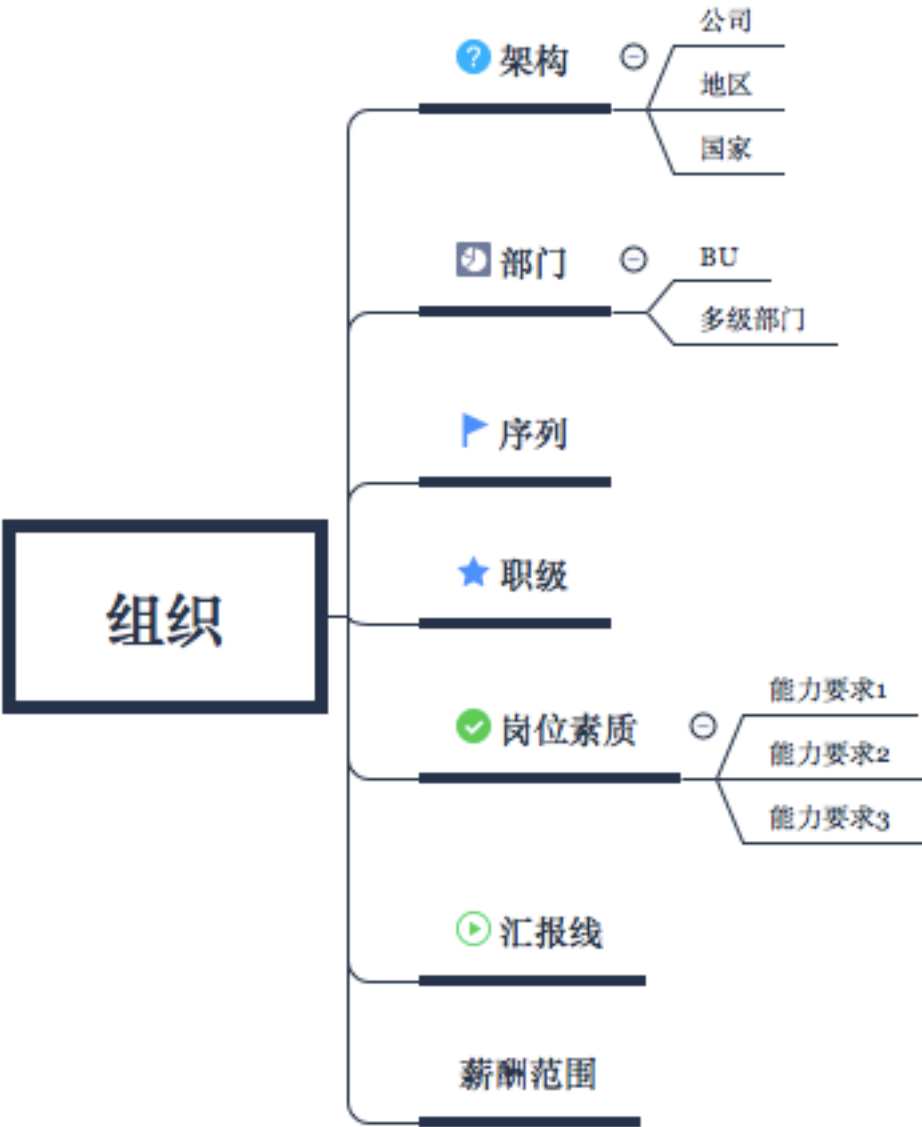 组织
架构
公司
地区
国家
部门
BU
多级部门
序列
职级
岗位素质
能力要求1
能力要求2
能力要求3
汇报线
薪酬范围